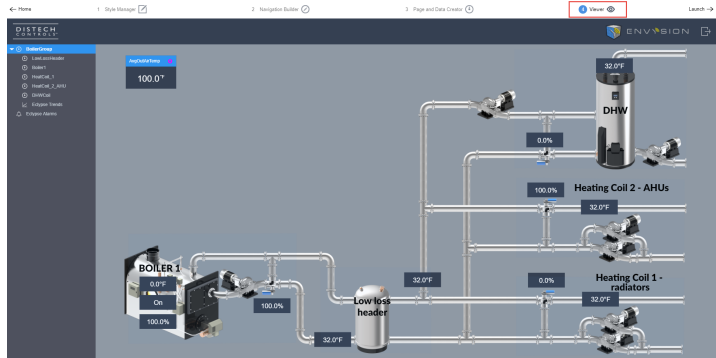 ← Home
1 Style Manager
2 Navigation Builder
3 Page and Data Creator
4 Viewer
Launch →
DISTECH
CONTROLS
ENVYSION
BoilerGroup
LowLossHeader
Boiler1
HeatCoil_1
HeatCoil_2_AHU
DHWCoil
Eclypse Trends
Eclypse Alarms
AvgOutAirTemp
100.0°F
32.0°F
DHW
0.0%
100.0%
Heating Coil 2 - AHUs
32.0°F
BOILER 1
0.0°F
On
100.0%
100.0%
32.0°F
Low loss
header
32.0°F
0.0%
Heating Coil 1 -
radiators
32.0°F